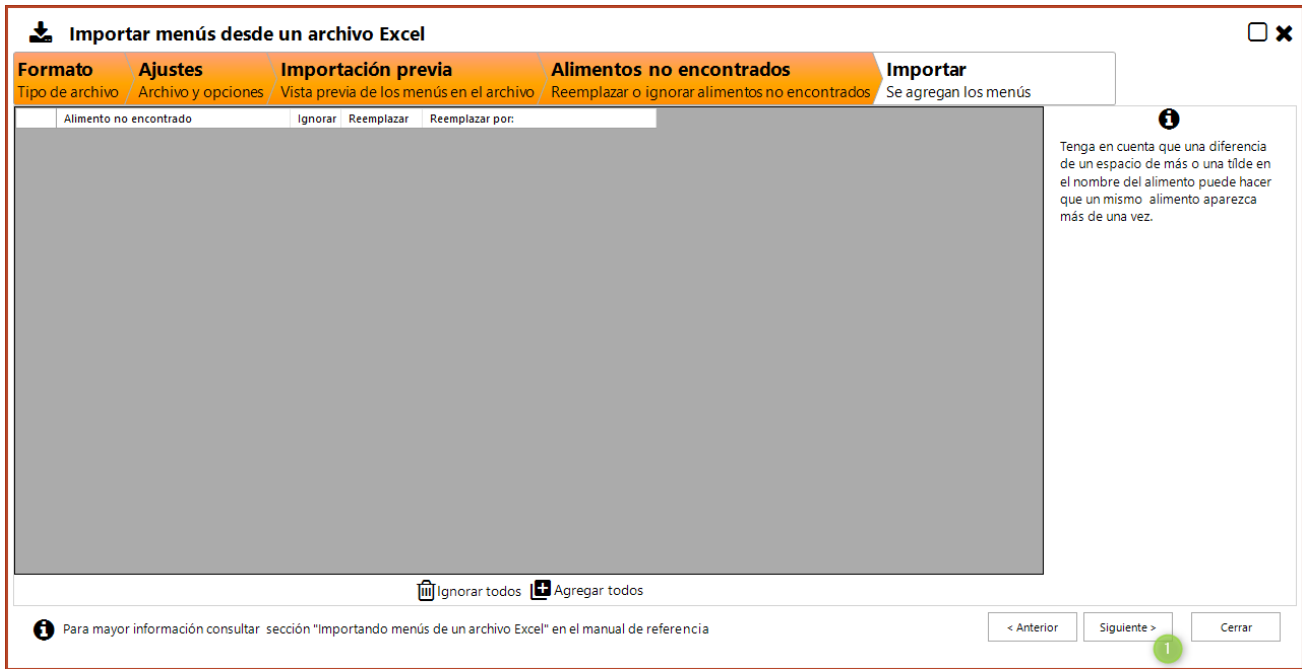 Importar menús desde un archivo Excel
Formato Ajustes Importación previa Alimentos no encontrados Importar
Tipo de archivo Archivo y opciones Vista previa de los menús en el archivo Reemplazar o ignorar alimentos no encontrados Se agregan los menús
Alimento no encontrado Ignorar Reemplazar Reemplazar por:
Tenga en cuenta que una diferencia
de un espacio de más o una tílde en
el nombre del alimento puede hacer
que un mismo alimento aparezca
más de una vez.
Ignorar todos Agregar todos
Para mayor información consultar sección "Importando menús de un archivo Excel" en el manual de referencia
< Anterior Siguiente > Cerrar
1